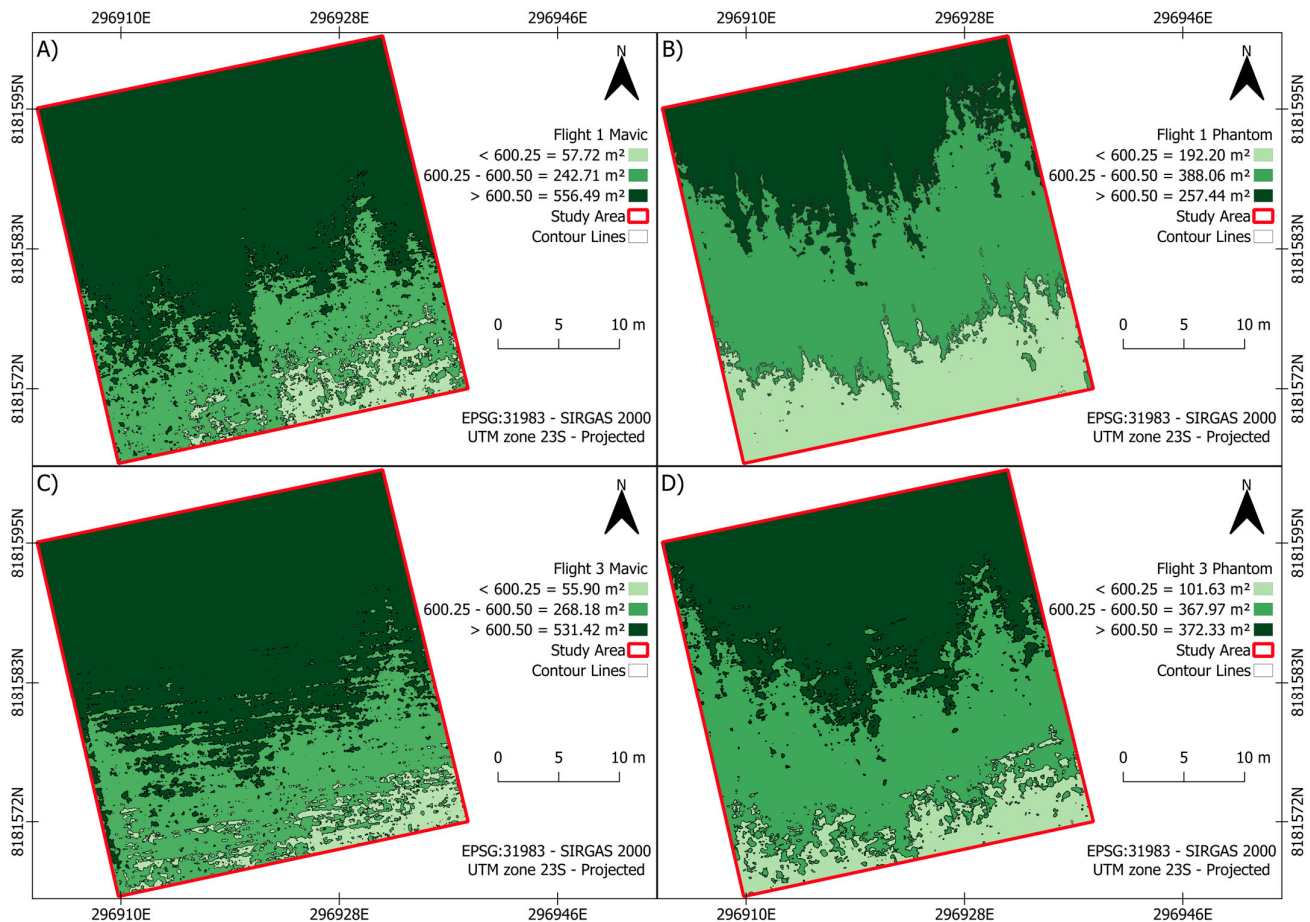 296910E 296928E 296946E 296910E 296928E 296946E
A)
N
8181595N
Flight 1 Mavic
< 600.25 = 57.72 m²
600.25 - 600.50 = 242.71 m²
> 600.50 = 556.49 m²
Study Area
Contour Lines
8181583N
0 5 10 m
8181572N
EPSG:31983 - SIRGAS 2000
UTM zone 23S - Projected
B)
N
8181595N
Flight 1 Phantom
< 600.25 = 192.20 m²
600.25 - 600.50 = 388.06 m²
> 600.50 = 257.44 m²
Study Area
Contour Lines
8181583N
0 5 10 m
8181572N
EPSG:31983 - SIRGAS 2000
UTM zone 23S - Projected
C)
N
8181595N
Flight 3 Mavic
< 600.25 = 55.90 m²
600.25 - 600.50 = 268.18 m²
> 600.50 = 531.42 m²
Study Area
Contour Lines
8181583N
0 5 10 m
8181572N
EPSG:31983 - SIRGAS 2000
UTM zone 23S - Projected
D)
N
8181595N
Flight 3 Phantom
< 600.25 = 101.63 m²
600.25 - 600.50 = 367.97 m²
> 600.50 = 372.33 m²
Study Area
Contour Lines
8181583N
0 5 10 m
8181572N
EPSG:31983 - SIRGAS 2000
UTM zone 23S - Projected
296910E 296928E 296946E 296910E 296928E 296946E